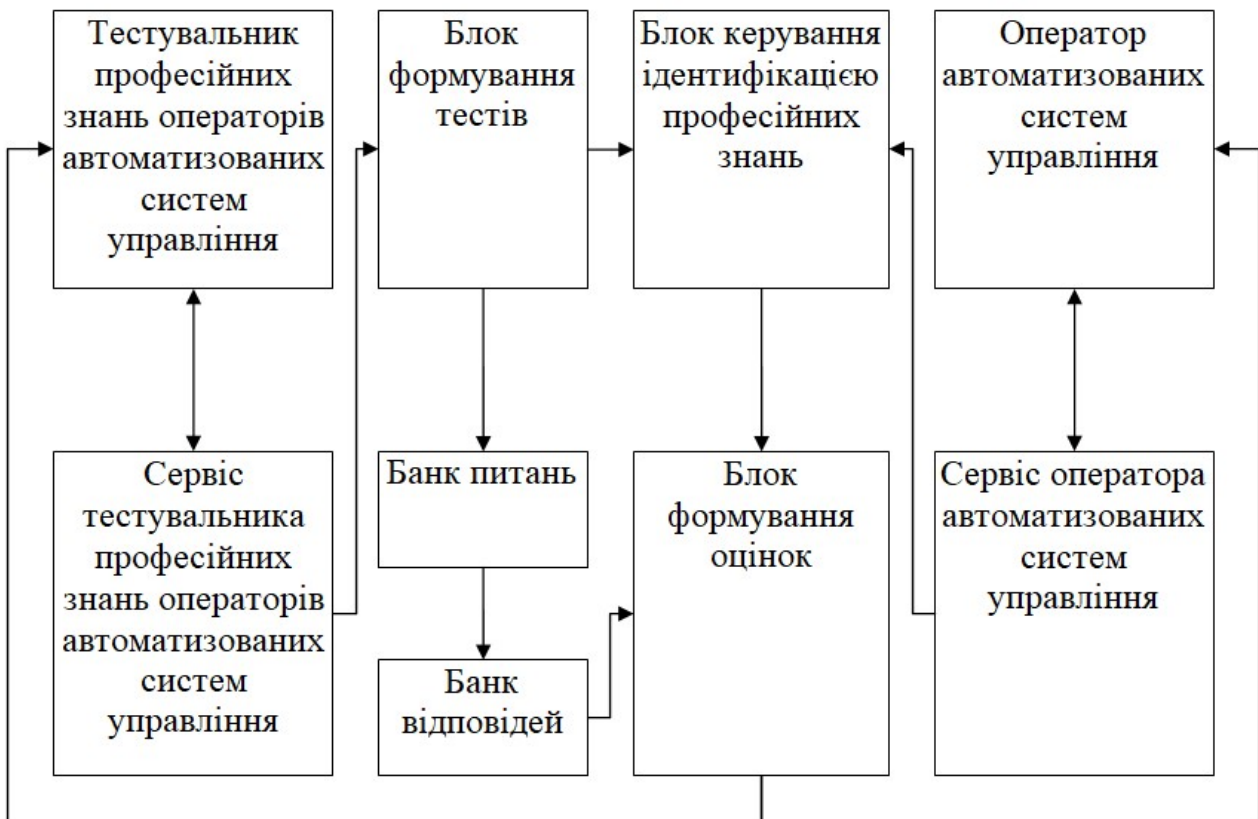 Тестувальник
професійних
знань операторів
автоматизованих
систем
управління
Блок
формування
тестів
Блок керування
ідентифікацією
професійних
знань
Оператор
автоматизованих
систем
управління
Сервіс
тестувальника
професійних
знань операторів
автоматизованих
систем
управління
Банк питань
Банк
відповідей
Блок
формування
оцінок
Сервіс оператора
автоматизованих
систем
управління